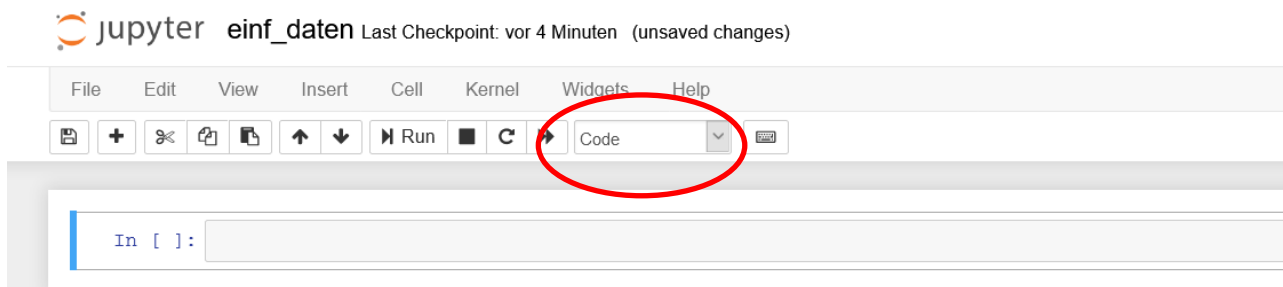 jupyter einf_daten Last Checkpoint: vor 4 Minuten (unsaved changes)
File Edit View Insert Cell Kernel Widgets Help
Run Code
In [ ]: